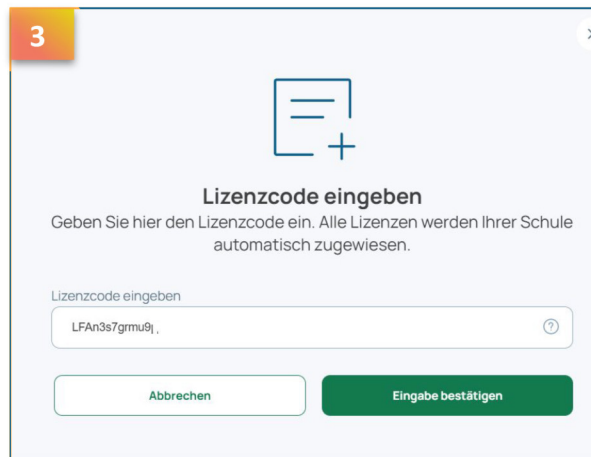 3
Lizenzcode eingeben
Geben Sie hier den Lizenzcode ein. Alle Lizenzen werden Ihrer Schule
automatisch zugewiesen.
Lizenzcode eingeben
?
Abbrechen
Eingabe bestätigen